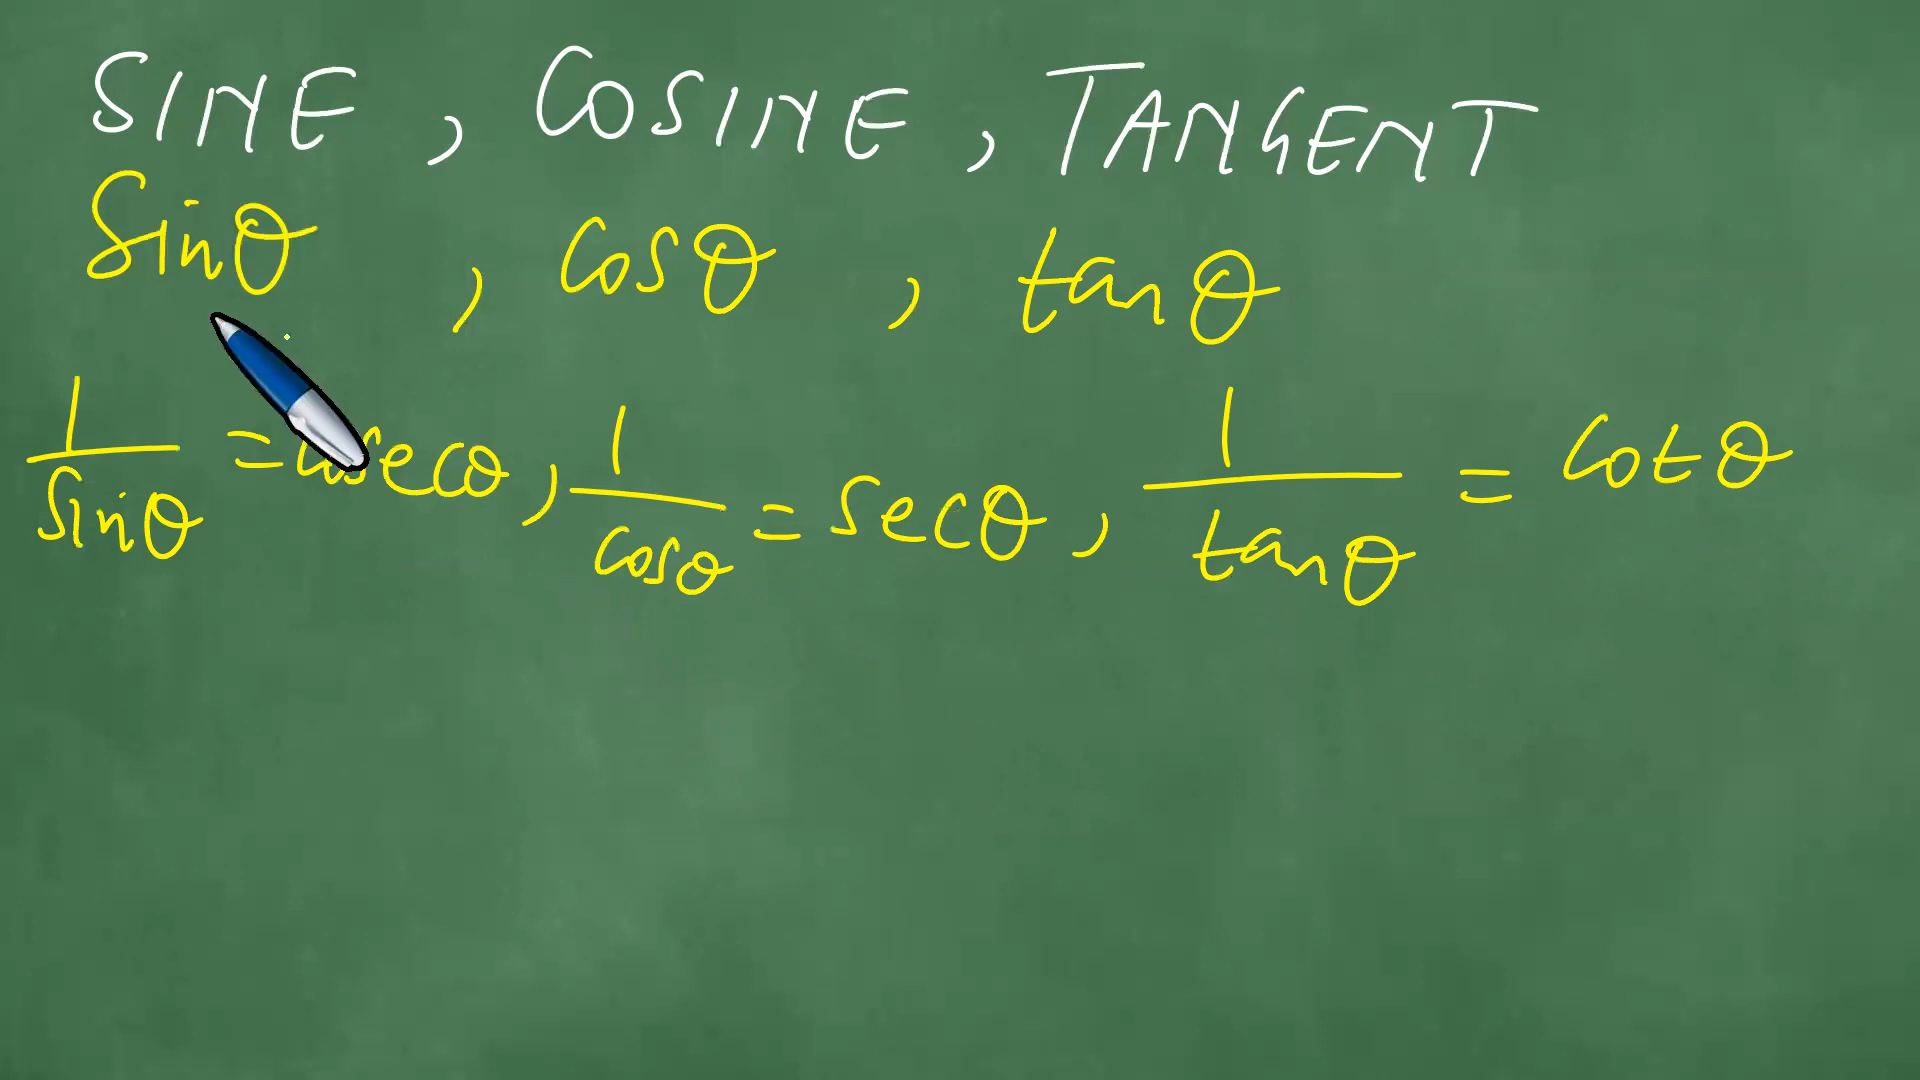 SINE, COSINE, TANGENT
Sinθ, Cosθ, tanθ
1/Sinθ = Cosecθ, 1/cosθ = Secθ, 1/tanθ = Cotθ